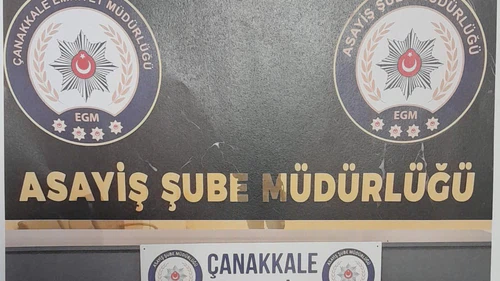 ÇANAKKALE EMNİYET MÜDÜRLÜĞÜ
EGM
ASAYİŞ ŞUBE MÜDÜRLÜĞÜ
EGM
ASAYİŞ ŞUBE MÜDÜRLÜĞÜ
ÇANAKKALE